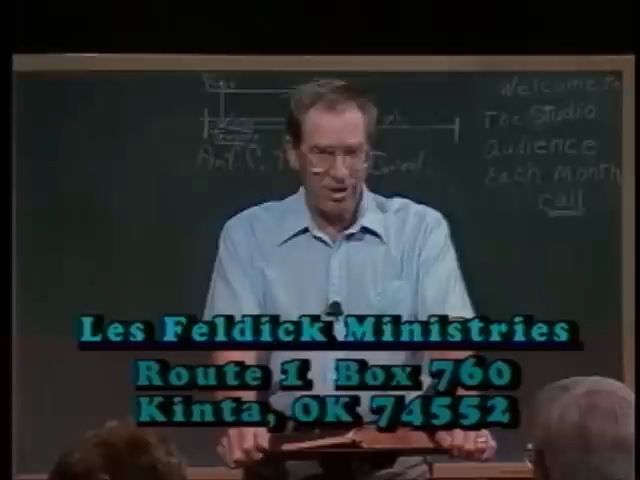 Welcome to
The Studio
audience
Each Month
call
Les Feldick Ministries
Route 1 Box 760
Kinta, OK 74552